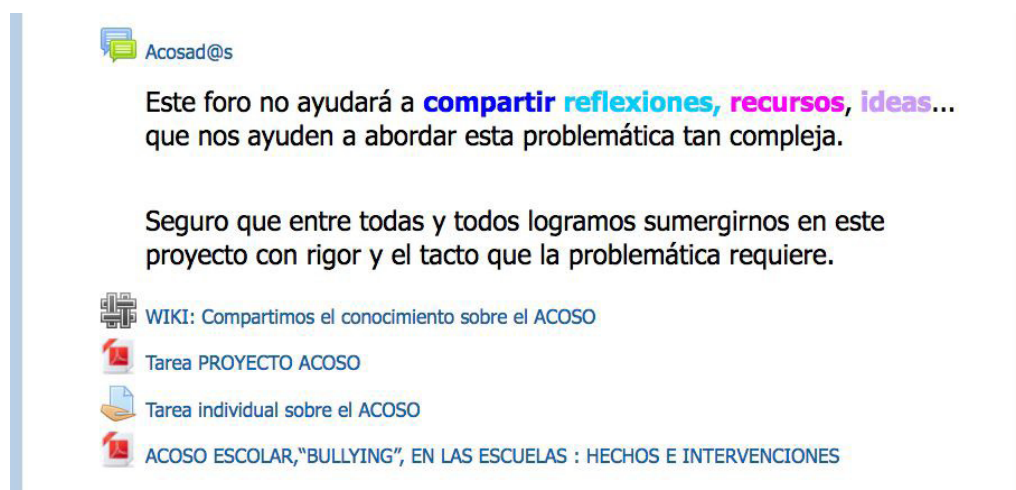 Acosad@s
Este foro no ayudará a compartir reflexiones, recursos, ideas...
que nos ayuden a abordar esta problemática tan compleja.
Seguro que entre todas y todos logramos sumergirnos en este
proyecto con rigor y el tacto que la problemática requiere.
WIKI: Compartimos el conocimiento sobre el ACOSO
Tarea PROYECTO ACOSO
Tarea individual sobre el ACOSO
ACOSO ESCOLAR,“BULLYING”, EN LAS ESCUELAS : HECHOS E INTERVENCIONES